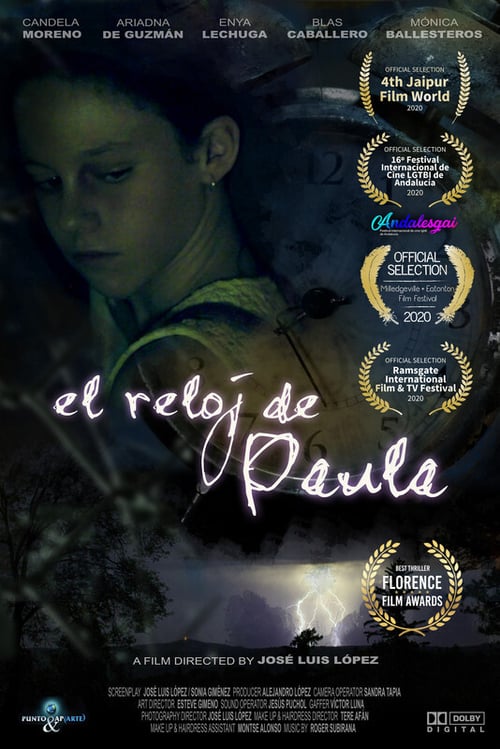 CANDELA ARIADNA ENYA BLAS MÓNICA
MORENO DE GUZMÁN LECHUGA CABALLERO BALLESTEROS
OFFICIAL SELECTION
4th Jaipur
Film World
2020
OFFICIAL SELECTION
16º Festival
Internacional de
Cine LGTBI de
Andalucía
2020
Andalesgai
OFFICIAL
SELECTION
Milledgeville • Eatonton
Film Festival
2020
OFFICIAL SELECTION
Ramsgate
International
Film & TV Festival
2020
el reloj de
Paula
BEST THRILLER
FLORENCE
FILM AWARDS
A FILM DIRECTED BY JOSÉ LUIS LÓPEZ
SCREENPLAY JOSÉ LUIS LÓPEZ / SONIA GIMÉNEZ PRODUCER ALEJANDRO LÓPEZ CAMERA OPERATOR SANDRA TAPIA
ART DIRECTOR. ESTEVE GIMENO SOUND OPERATOR JESÚS PUCHOL GAFFER VÍCTOR LUNA
PHOTOGRAPHY DIRECTOR JOSÉ LUIS LÓPEZ MAKE UP & HAIRDRESS DIRECTOR TERE AFÁN
MAKE UP & HAIRDRESS ASSISTANT MONTSE ALONSO MUSIC BY ROGER SUBIRANA
PUNTO&AP(ARTE)
DOLBY
DIGITAL